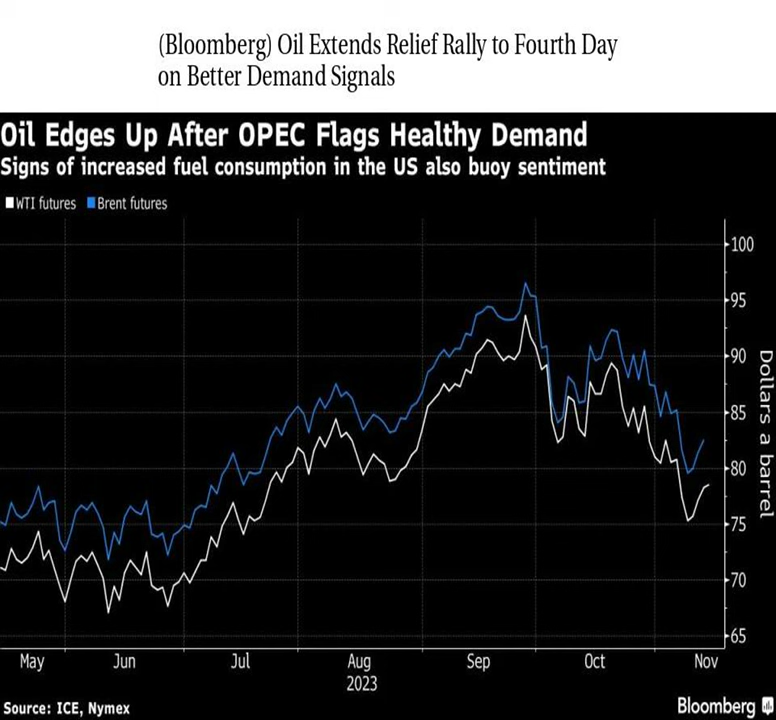 (Bloomberg) Oil Extends Relief Rally to Fourth Day
on Better Demand Signals
Oil Edges Up After OPEC Flags Healthy Demand
Signs of increased fuel consumption in the US also buoy sentiment
WTI futures Brent futures
100
95
90
85
80
75
70
65
Dollars a barrel
May Jun Jul Aug Sep Oct Nov
2023
Source: ICE, Nymex
Bloomberg